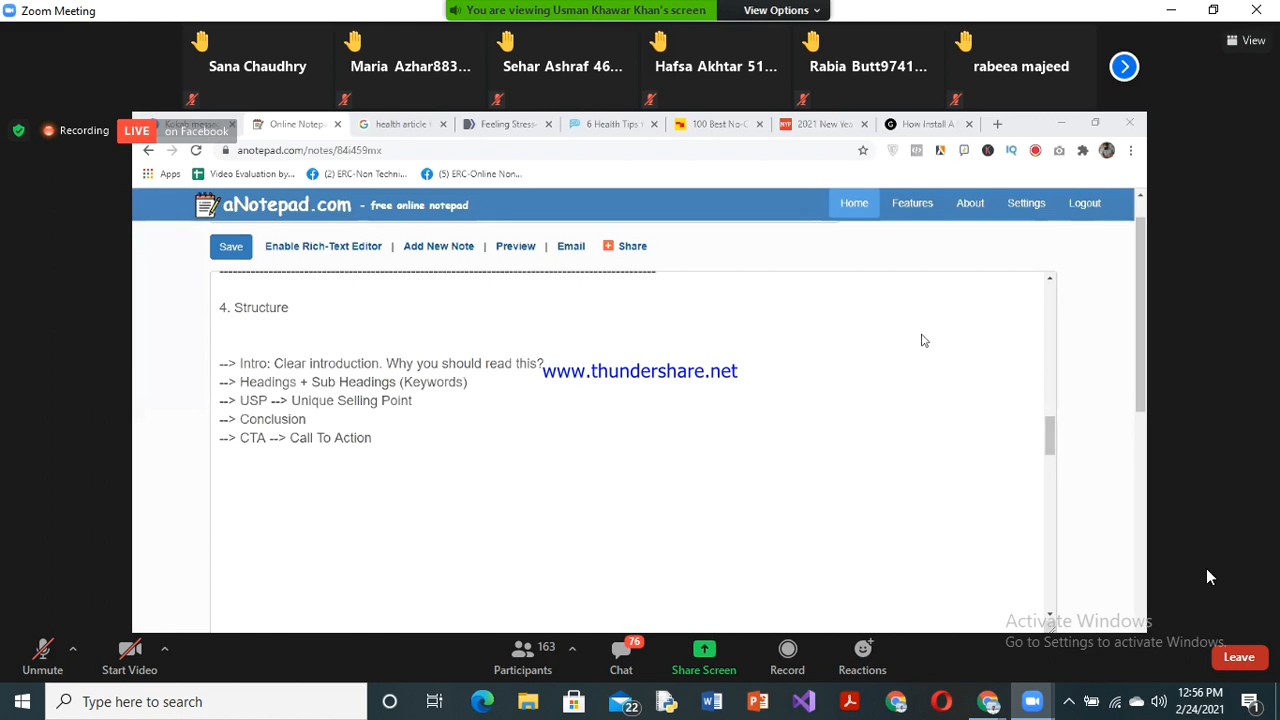 Zoom Meeting
You are viewing Usman Khawar Khan's screen
View Options
View
Sana Chaudhry
Maria Azhar883...
Sehar Ashraf 46...
Hafsa Akhtar 51...
Rabia Butt9741...
rabeea majeed
Recording
LIVE on Facebook
Online Notep
health article
Feeling Stress
6 Health Tips
100 Best No-C
NYF 2021 New Yea
How Install A
anotepad.com/notes/84i459mx
Apps
Video Evaluation by...
(2) ERC-Non Techni...
(5) ERC-Online Non...
aNotepad.com - free online notepad
Home
Features
About
Settings
Logout
Save
Enable Rich-Text Editor | Add New Note | Preview | Email | Share
4. Structure
--> Intro: Clear introduction. Why you should read this?
www.thundershare.net
--> Headings + Sub Headings (Keywords)
--> USP --> Unique Selling Point
--> Conclusion
--> CTA --> Call To Action
Activate Windows
Go to Settings to activate Windows.
Unmute
Start Video
163
Participants
76
Chat
Share Screen
Record
Reactions
Leave
Type here to search
22
12:56 PM
2/24/2021
1